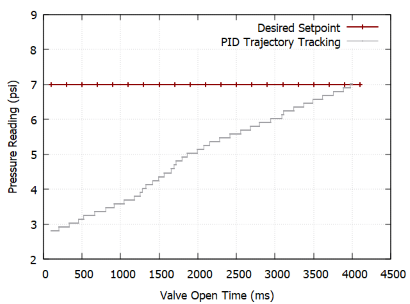 9
8
7
6
5
4
3
2
Pressure Reading (psi)
Desired Setpoint
PID Trajectory Tracking
0 500 1000 1500 2000 2500 3000 3500 4000 4500
Valve Open Time (ms)